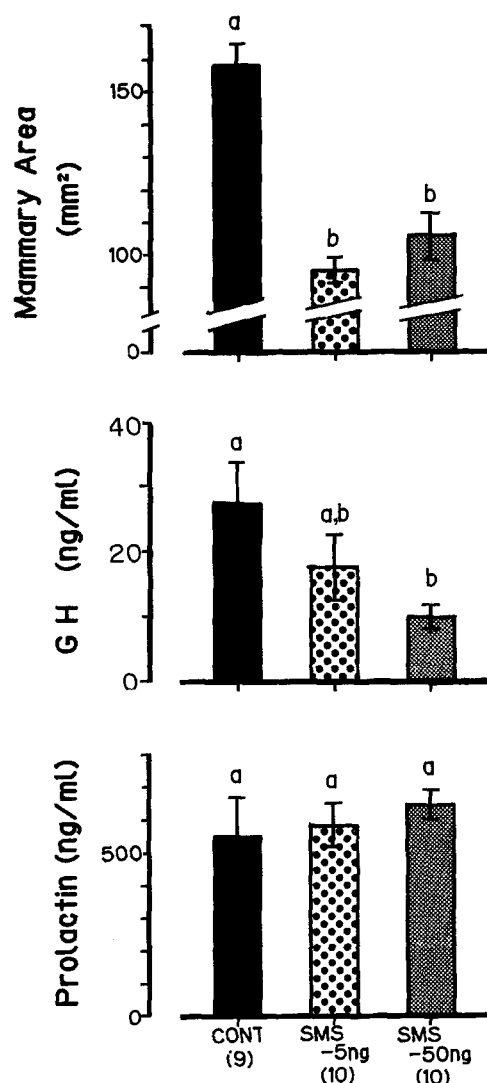 a
150
b
b
100
0
Mammary Area
(mm²)
a
40
a,b
20
b
0
G H (ng/ml)
a
a
a
500
0
Prolactin (ng/ml)
CONT
(9)
SMS
-5ng
(10)
SMS
-50ng
(10)